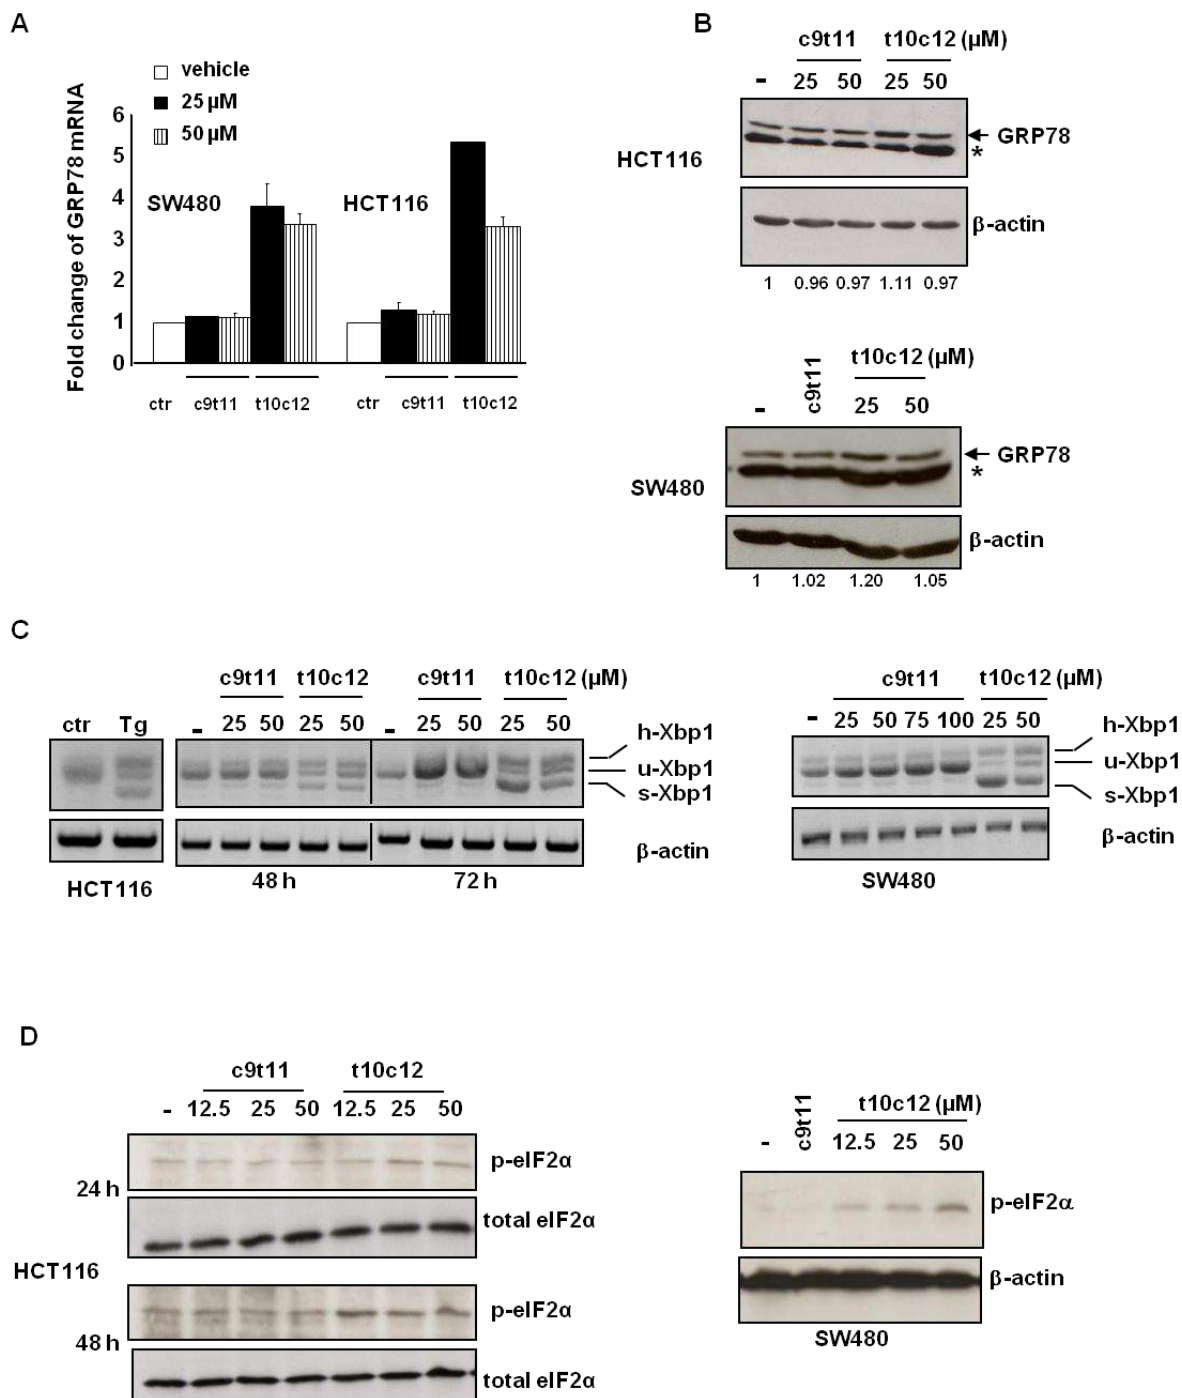 A
vehicle
25 µM
50 µM
Fold change of GRP78 mRNA
6
5
4
3
2
1
0
SW480 HCT116
ctr c9t11 t10c12 ctr c9t11 t10c12
B
c9t11 t10c12 (µM)
- 25 50 25 50
GRP78
*
HCT116
β-actin
1 0.96 0.97 1.11 0.97
t10c12 (µM)
- c9t11 25 50
GRP78
*
SW480
β-actin
1 1.02 1.20 1.05
C
c9t11 t10c12 c9t11 t10c12 (µM)
ctr Tg - 25 50 25 50 - 25 50 25 50
h-Xbp1
u-Xbp1
s-Xbp1
β-actin
HCT116 48 h 72 h
c9t11 t10c12 (µM)
- 25 50 75 100 25 50
h-Xbp1
u-Xbp1
s-Xbp1
β-actin
SW480
D
c9t11 t10c12
- 12.5 25 50 12.5 25 50
p-eIF2α
24 h
total eIF2α
HCT116
p-eIF2α
48 h
total eIF2α
t10c12 (µM)
- c9t11 12.5 25 50
p-eIF2α
β-actin
SW480